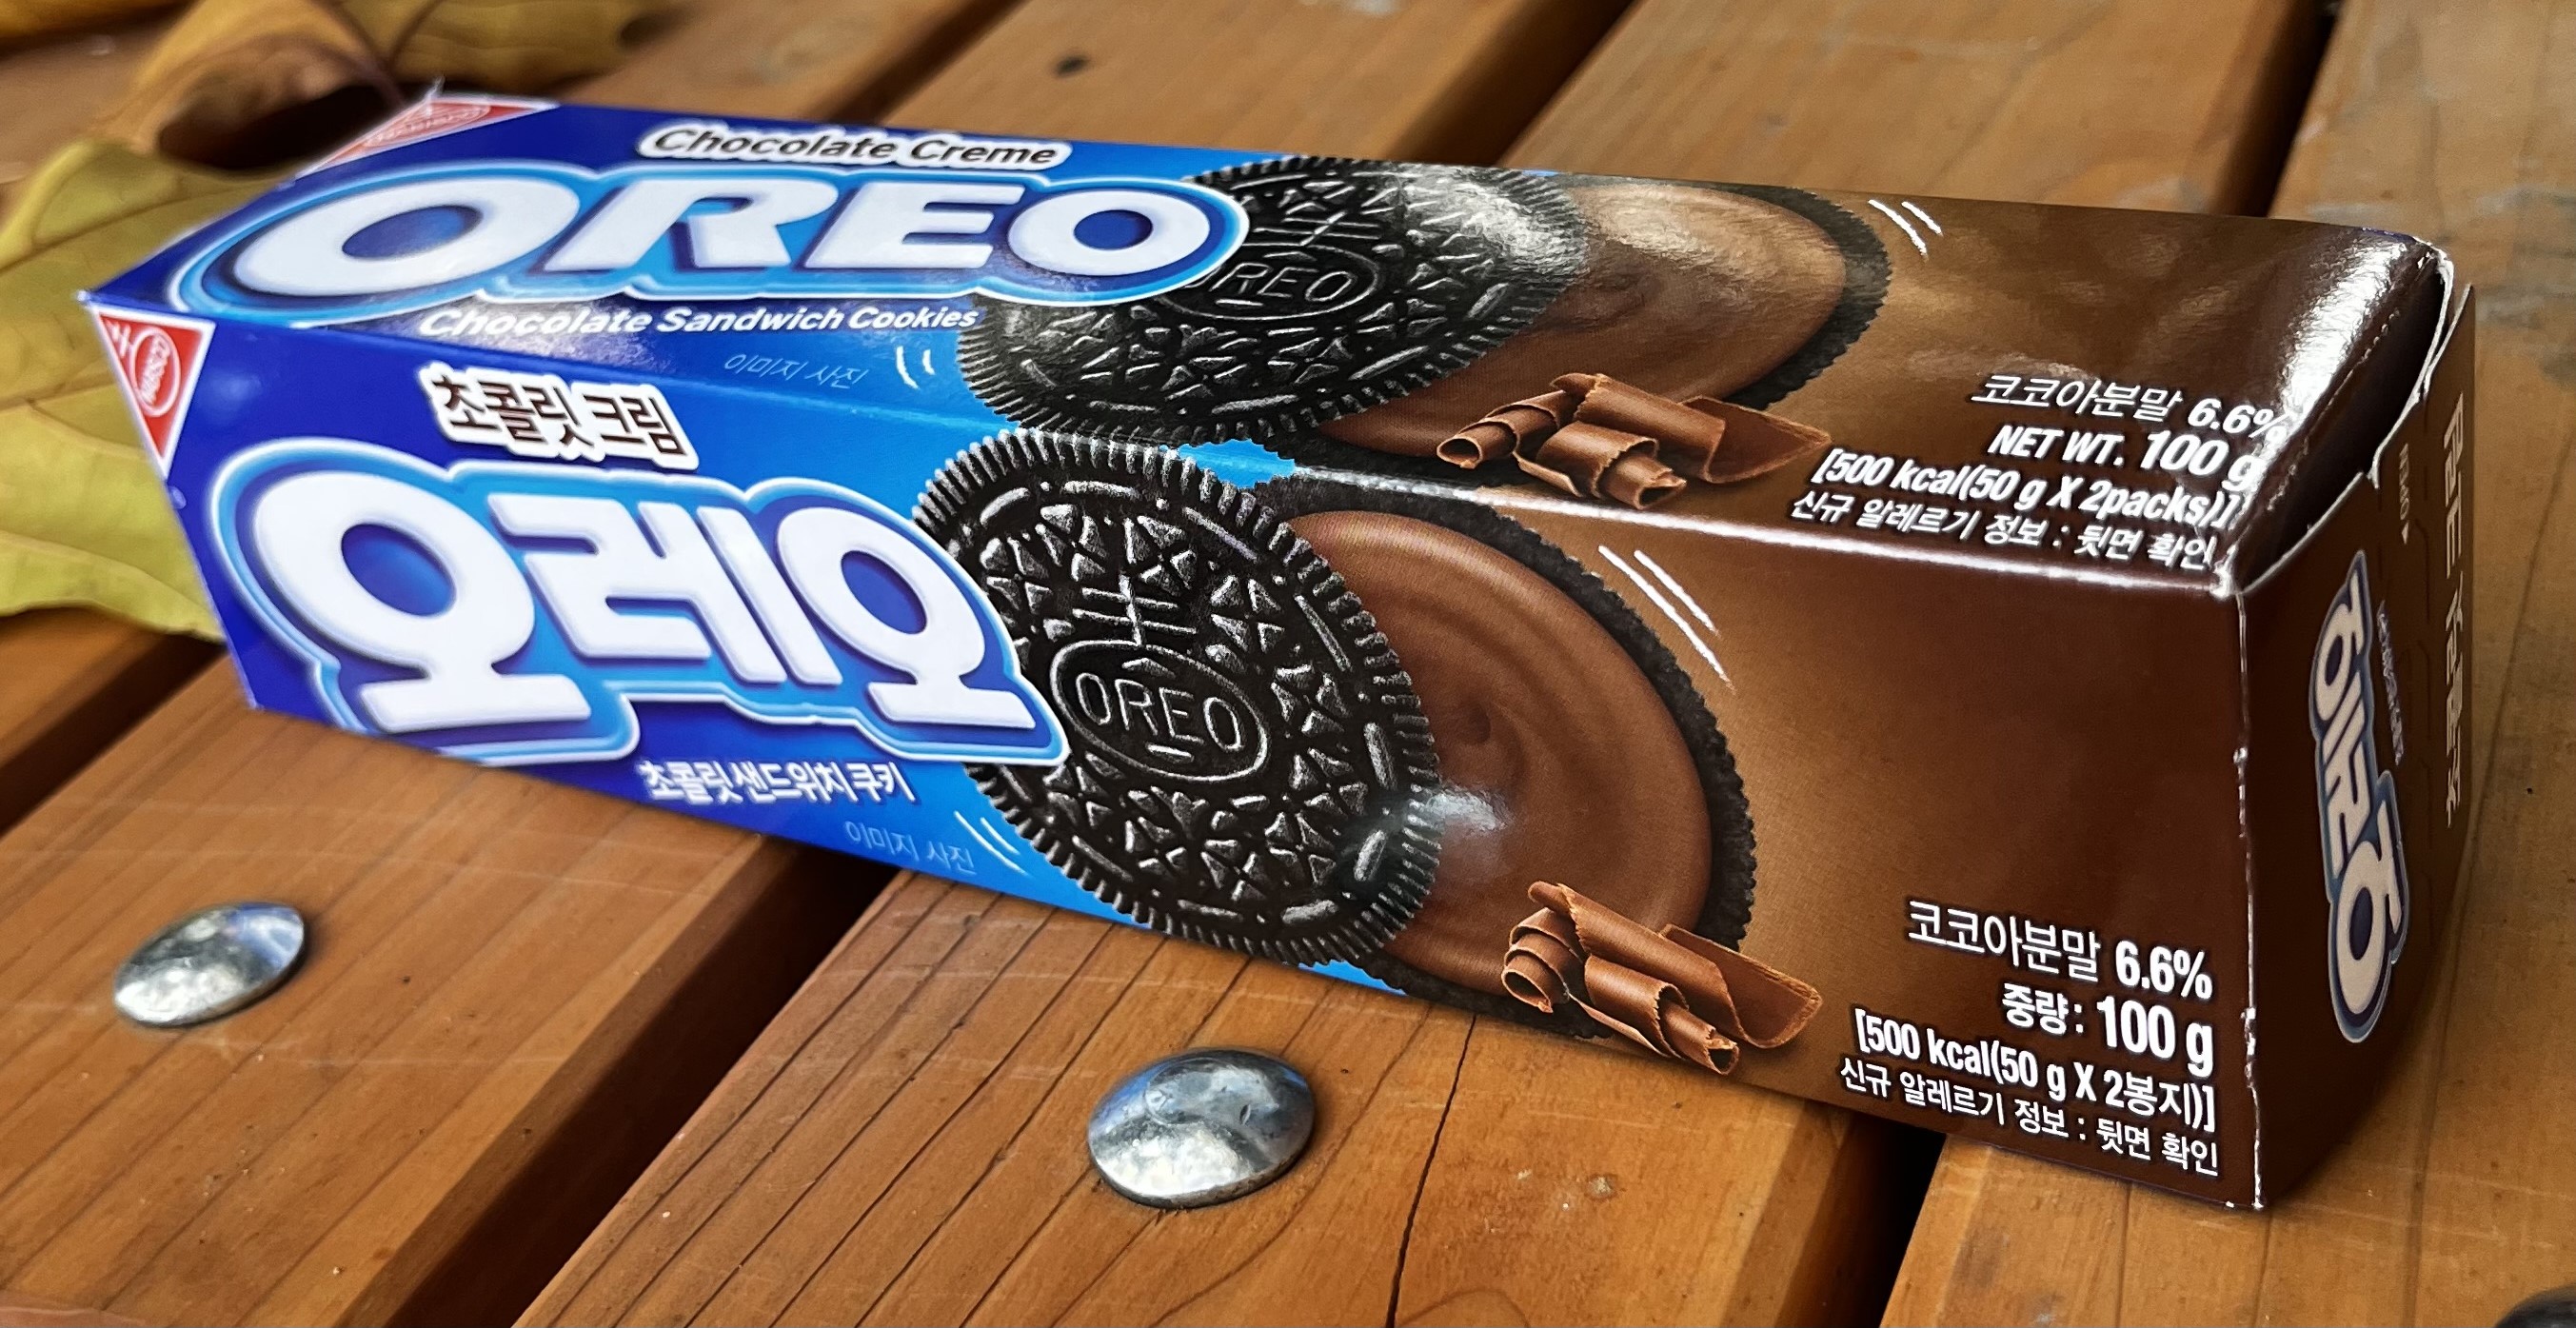 Chocolate Creme
OREO
Chocolate Sandwich Cookies
이미지 사진
OREO
코코아분말 6.6%
NET WT. 100 g
[500 kcal(50 g X 2packs)]
신규 알레르기 정보 : 뒷면 확인
초콜릿 크림
오레오
초콜릿 샌드위치 쿠키
이미지 사진
OREO
코코아분말 6.6%
중량: 100 g
[500 kcal(50 g X 2봉지)]
신규 알레르기 정보 : 뒷면 확인
오레오